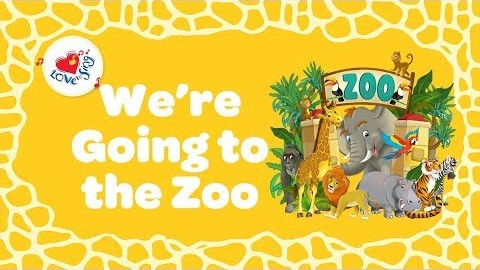 LOVE to Sing
We're
Going to
the Zoo
ZOO